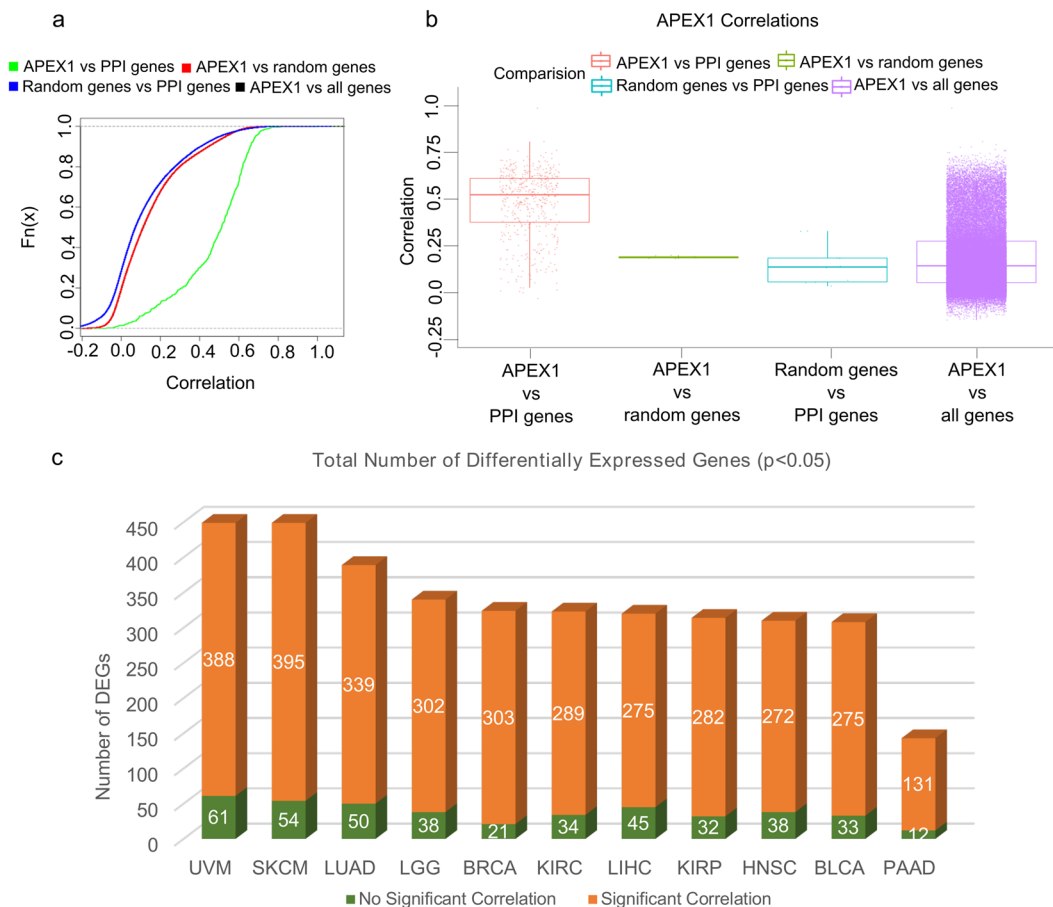 a
APEX1 vs PPI genes APEX1 vs random genes
Random genes vs PPI genes APEX1 vs all genes
Fn(x)
1.0
0.8
0.6
0.4
0.2
0.0
-0.2 0.0 0.2 0.4 0.6 0.8 1.0
Correlation
b
APEX1 Correlations
Comparision
APEX1 vs PPI genes APEX1 vs random genes
Random genes vs PPI genes APEX1 vs all genes
Correlation
1.0
0.75
0.5
0.25
0.0
-0.25
APEX1
vs
PPI genes
APEX1
vs
random genes
Random genes
vs
PPI genes
APEX1
vs
all genes
c
Total Number of Differentially Expressed Genes (p<0.05)
Number of DEGs
450
400
350
300
250
200
150
100
50
0
388 395 339 302 303 289 275 282 272 275 131
61 54 50 38 21 34 45 32 38 33 12
UVM SKCM LUAD LGG BRCA KIRC LIHC KIRP HNSC BLCA PAAD
No Significant Correlation Significant Correlation